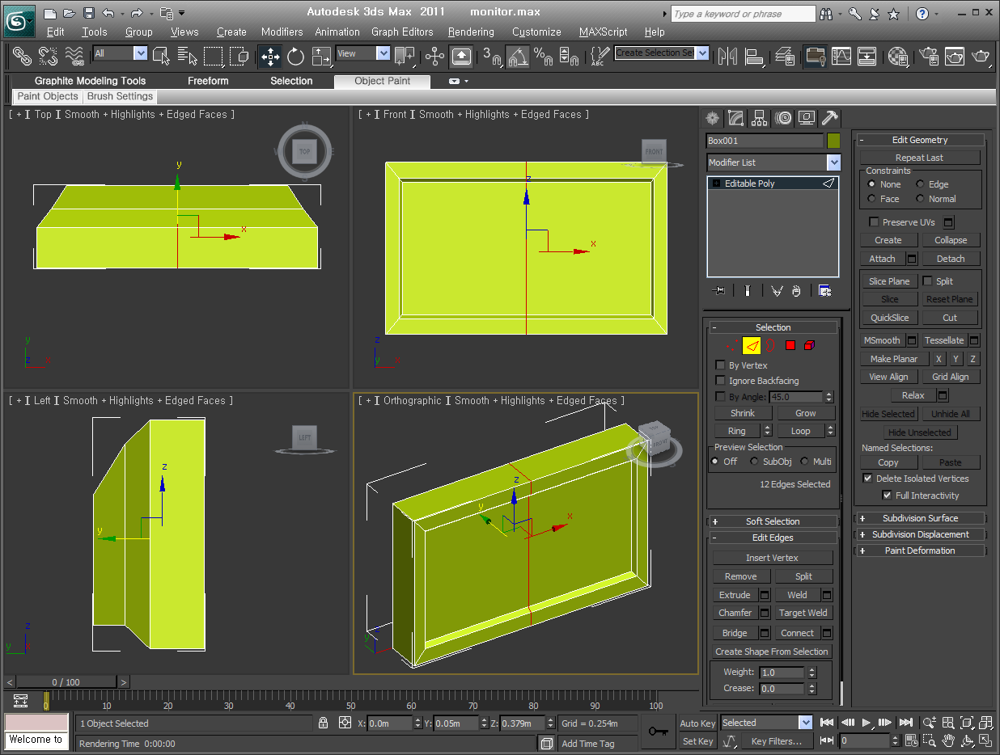 Autodesk 3ds Max 2011 monitor.max
Type a keyword or phrase
Edit Tools Group Views Create Modifiers Animation Graph Editors Rendering Customize MAXScript Help
All
View
3
ABC
Create Selection Se
Graphite Modeling Tools Freeform Selection Object Paint
Paint Objects Brush Settings
[ + ][ Top ][ Smooth + Highlights + Edged Faces ]
TOP
N
y
x
y
z
[ + ][ Front ][ Smooth + Highlights + Edged Faces ]
FRONT
z
x
z
y
[ + ][ Left ][ Smooth + Highlights + Edged Faces ]
LEFT
z
y
z
y
[ + ][ Orthographic ][ Smooth + Highlights + Edged Faces ]
TOP
FRONT
z
y
x
z
y
Box001
Modifier List
Editable Poly
- Selection
By Vertex
Ignore Backfacing
By Angle: 45.0
Shrink Grow
Ring Loop
Preview Selection
Off SubObj Multi
12 Edges Selected
+ Soft Selection
- Edit Edges
Insert Vertex
Remove Split
Extrude Weld
Chamfer Target Weld
Bridge Connect
Create Shape From Selection
Weight: 1.0
Crease: 0.0
- Edit Geometry
Repeat Last
Constraints
None Edge
Face Normal
Preserve UVs
Create Collapse
Attach Detach
Slice Plane Split
Slice Reset Plane
QuickSlice Cut
MSmooth Tessellate
Make Planar X Y Z
View Align Grid Align
Relax
Hide Selected Unhide All
Hide Unselected
Named Selections:
Copy Paste
Delete Isolated Vertices
Full Interactivity
+ Subdivision Surface
+ Subdivision Displacement
+ Paint Deformation
< 0 / 100 >
0 10 20 30 40 50 60 70 80 90 100
Welcome to
1 Object Selected
X: 0.0m Y: 0.05m Z: 0.379m
Grid = 0.254m
Rendering Time 0:00:00
Add Time Tag
Auto Key Selected
Set Key Key Filters...
0